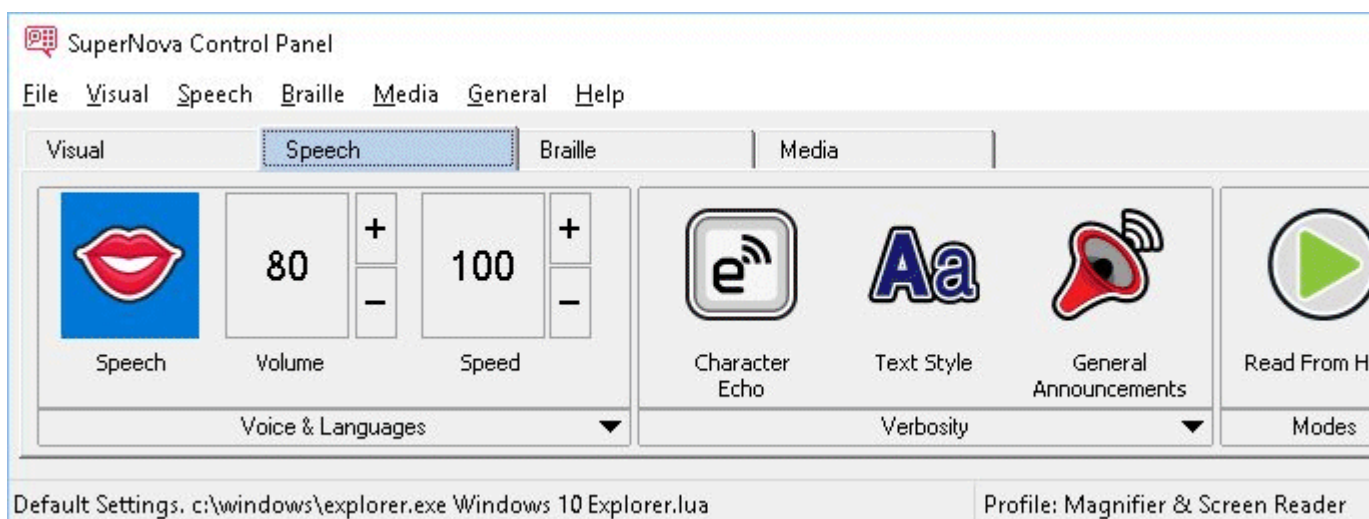 SuperNova Control Panel
File Visual Speech Braille Media General Help
Visual Speech Braille Media
80 + − 100 + −
e Aa
Speech Volume Speed Character Echo Text Style General Announcements Read From H
Voice & Languages Verbosity Modes
Default Settings. c:\windows\explorer.exe Windows 10 Explorer.lua Profile: Magnifier & Screen Reader